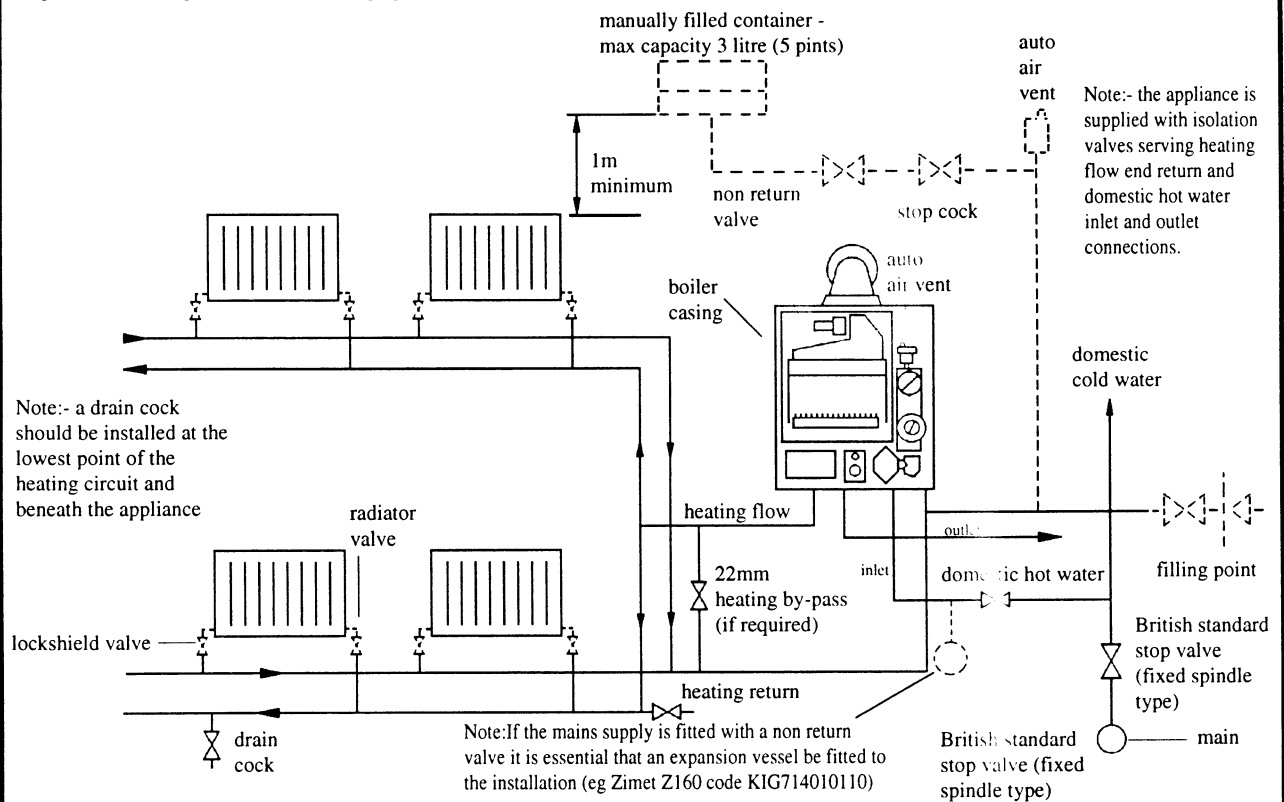 manually filled container -
max capacity 3 litre (5 pints)
auto
air
vent
Note:- the appliance is
supplied with isolation
valves serving heating
flow end return and
domestic hot water
inlet and outlet
connections.
1m
minimum
non return
valve
stop cock
auto
air vent
boiler
casing
domestic
cold water
Note:- a drain cock
should be installed at the
lowest point of the
heating circuit and
beneath the appliance
radiator
valve
heating flow
outlet
inlet
domestic hot water
filling point
22mm
heating by-pass
(if required)
lockshield valve
British standard
stop valve
(fixed spindle
type)
heating return
drain
cock
Note:If the mains supply is fitted with a non return
valve it is essential that an expansion vessel be fitted to
the installation (eg Zimet Z160 code KIG714010110)
British standard
stop valve (fixed
spindle type)
main